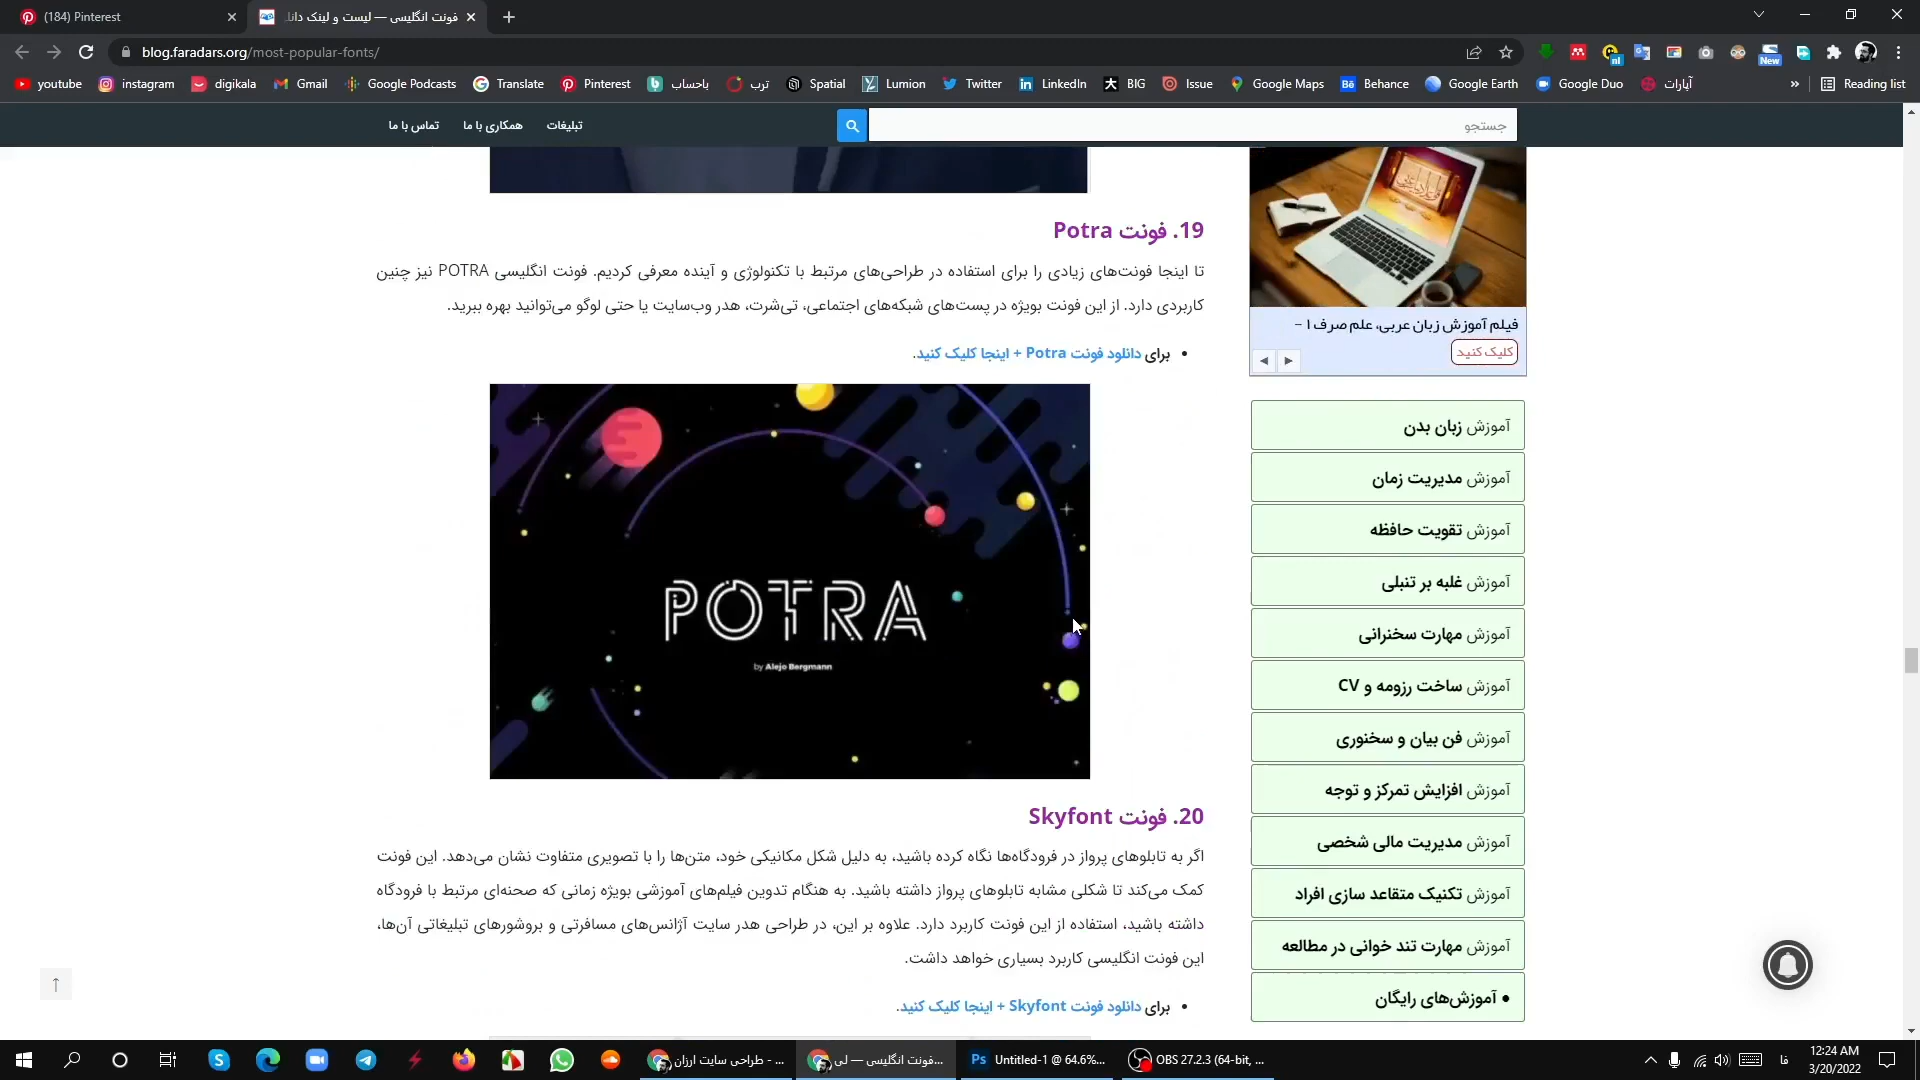 (184) Pinterest
فونت انگلیسی — لیست و لینک دانلـ
blog.faradars.org/most-popular-fonts/
nl
New
youtube
instagram
digikala
Gmail
Google Podcasts
Translate
Pinterest
باحساب
ترب
Spatial
Lumion
Twitter
LinkedIn
BIG
Issue
Google Maps
Behance
Google Earth
Google Duo
آپارات
»
Reading list
جستجو
تبلیغات
همکاری با ما
تماس با ما
19. فونت Potra
تا اینجا فونت‌های زیادی را برای استفاده در طراحی‌های مرتبط با تکنولوژی و آینده معرفی کردیم. فونت انگلیسی POTRA نیز چنین
کاربردی دارد. از این فونت بویژه در پست‌های شبکه‌های اجتماعی، تی‌شرت، هدر وب‌سایت یا حتی لوگو می‌توانید بهره ببرید.
• برای دانلود فونت Potra + اینجا کلیک کنید.
POTRA
by Alejo Bergmann
20. فونت Skyfont
اگر به تابلوهای پرواز در فرودگاه‌ها نگاه کرده باشید، به دلیل شکل مکانیکی خود، متن‌ها را با تصویری متفاوت نشان می‌دهد. این فونت
کمک می‌کند تا شکلی مشابه تابلوهای پرواز داشته باشید. به هنگام تدوین فیلم‌های آموزشی بویژه زمانی که صحنه‌ای مرتبط با فرودگاه
داشته باشید، استفاده از این فونت کاربرد دارد. علاوه بر این، در طراحی هدر سایت آژانس‌های مسافرتی و بروشورهای تبلیغاتی آن‌ها،
این فونت انگلیسی کاربرد بسیاری خواهد داشت.
• برای دانلود فونت Skyfont + اینجا کلیک کنید.
فیلم آموزش زبان عربی، علم صرف ۱ –
کلیک کنید
آموزش زبان بدن
آموزش مدیریت زمان
آموزش تقویت حافظه
آموزش غلبه بر تنبلی
آموزش مهارت سخنرانی
آموزش ساخت رزومه و CV
آموزش فن بیان و سخنوری
آموزش افزایش تمرکز و توجه
آموزش مدیریت مالی شخصی
آموزش تکنیک متقاعد سازی افراد
آموزش مهارت تند خوانی در مطالعه
● آموزش‌های رایگان
طراحی سایت ارزان - ...
فونت انگلیسی — لی...
Ps
Untitled-1 @ 64.6%...
OBS 27.2.3 (64-bit, ...
فا
12:24 AM
3/20/2022